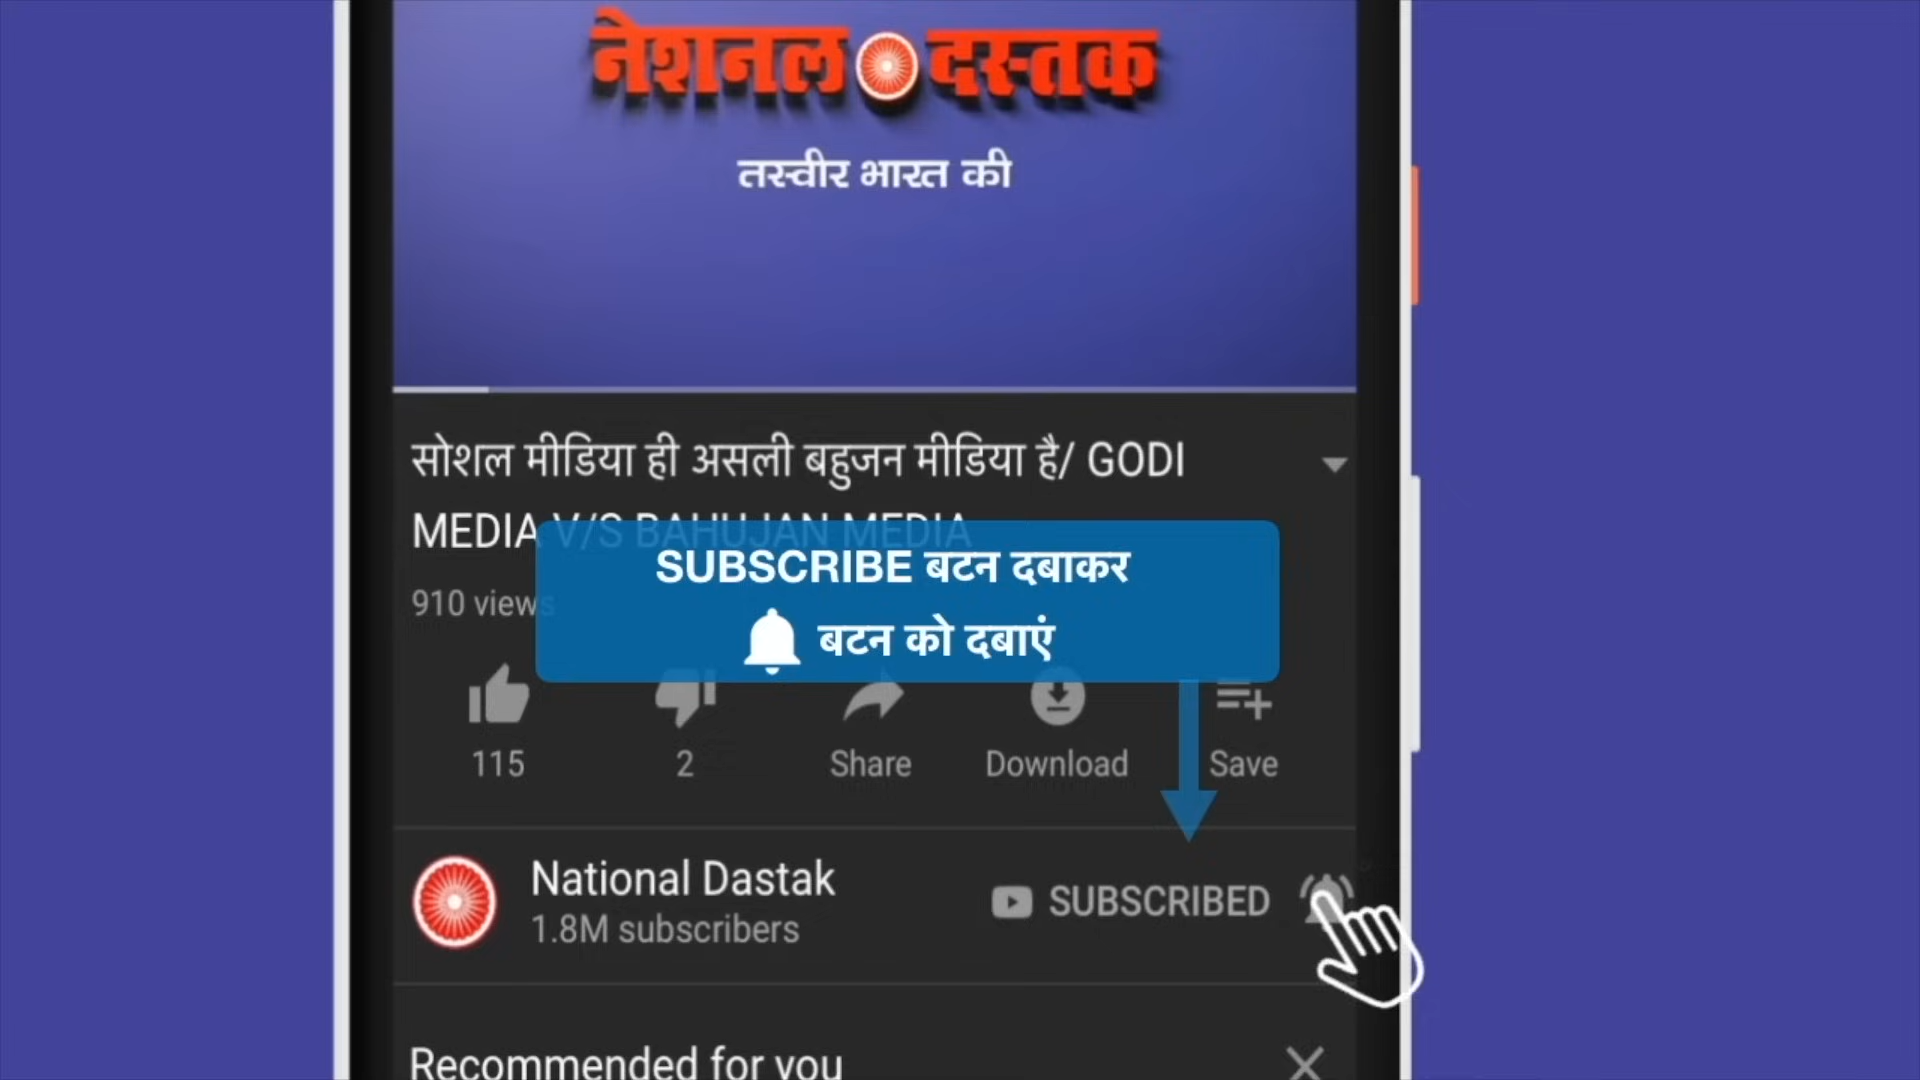 नेशनल दस्तक
तस्वीर भारत की
सोशल मीडिया ही असली बहुजन मीडिया है/ GODI
MEDIA V/S BAHUJAN MEDIA
SUBSCRIBE बटन दबाकर
910 views
बटन को दबाएं
115
2
Share
Download
Save
National Dastak
SUBSCRIBED
1.8M subscribers
Recommended for you